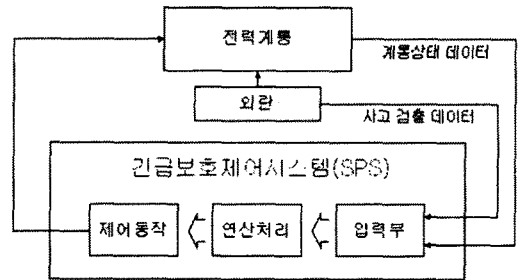 전력계통
계통상태 데이터
외란
사고 검출 데이터
긴급보호제어시스템(SPS)
제어동작
연산처리
입력부